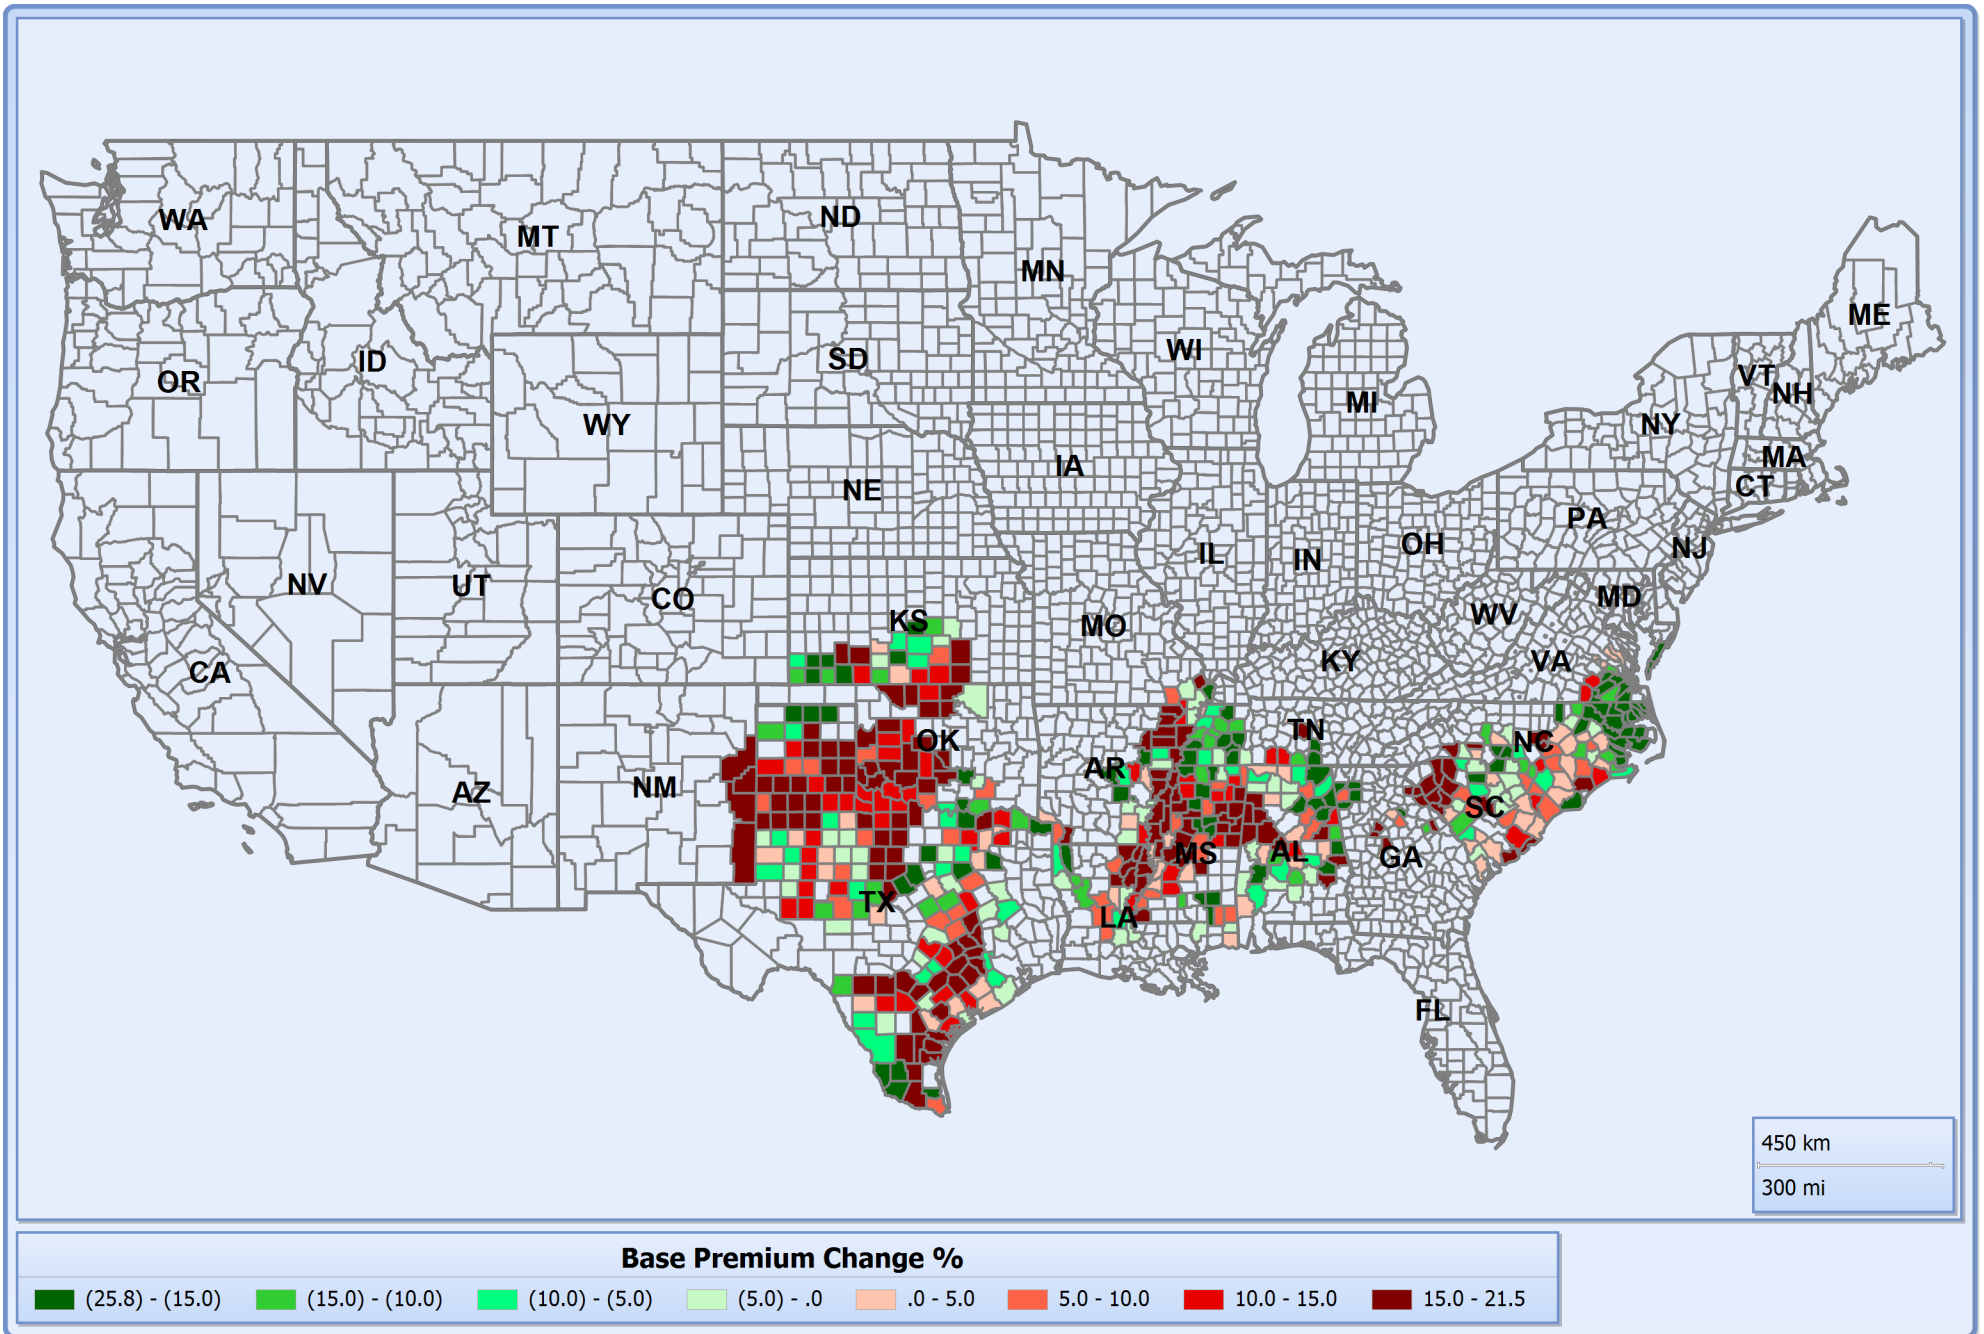 WA
MT
ND
MN
ME
ID
OR
SD
WI
MI
VT
NH
NY
WY
MA
CT
IA
NE
PA
NJ
IL
IN
OH
NV
UT
CO
MD
WV
KS
MO
CA
KY
VA
TN
NC
OK
AR
NM
AZ
SC
MS
AL
GA
TX
LA
FL
450 km
300 mi
Base Premium Change %
(25.8) - (15.0) (15.0) - (10.0) (10.0) - (5.0) (5.0) - .0 .0 - 5.0 5.0 - 10.0 10.0 - 15.0 15.0 - 21.5